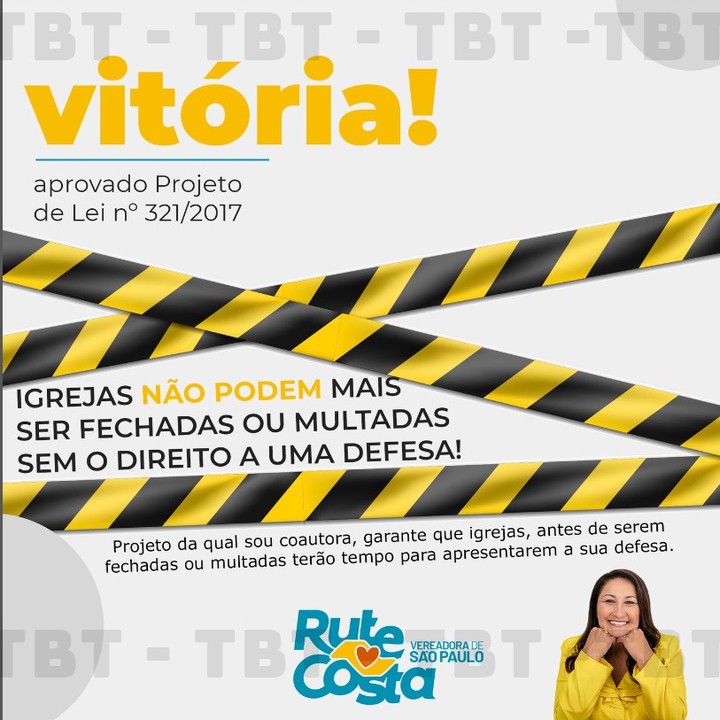 TBT - TBT - TBT - TBT
vitória!
aprovado Projeto
de Lei nº 321/2017
IGREJAS NÃO PODEM MAIS
SER FECHADAS OU MULTADAS
SEM O DIREITO A UMA DEFESA!
Projeto da qual sou coautora, garante que igrejas, antes de serem
fechadas ou multadas terão tempo para apresentarem a sua defesa.
TBT - TBT - TBT - TBT
Rute
Costa
VEREADORA DE
SÃO PAULO